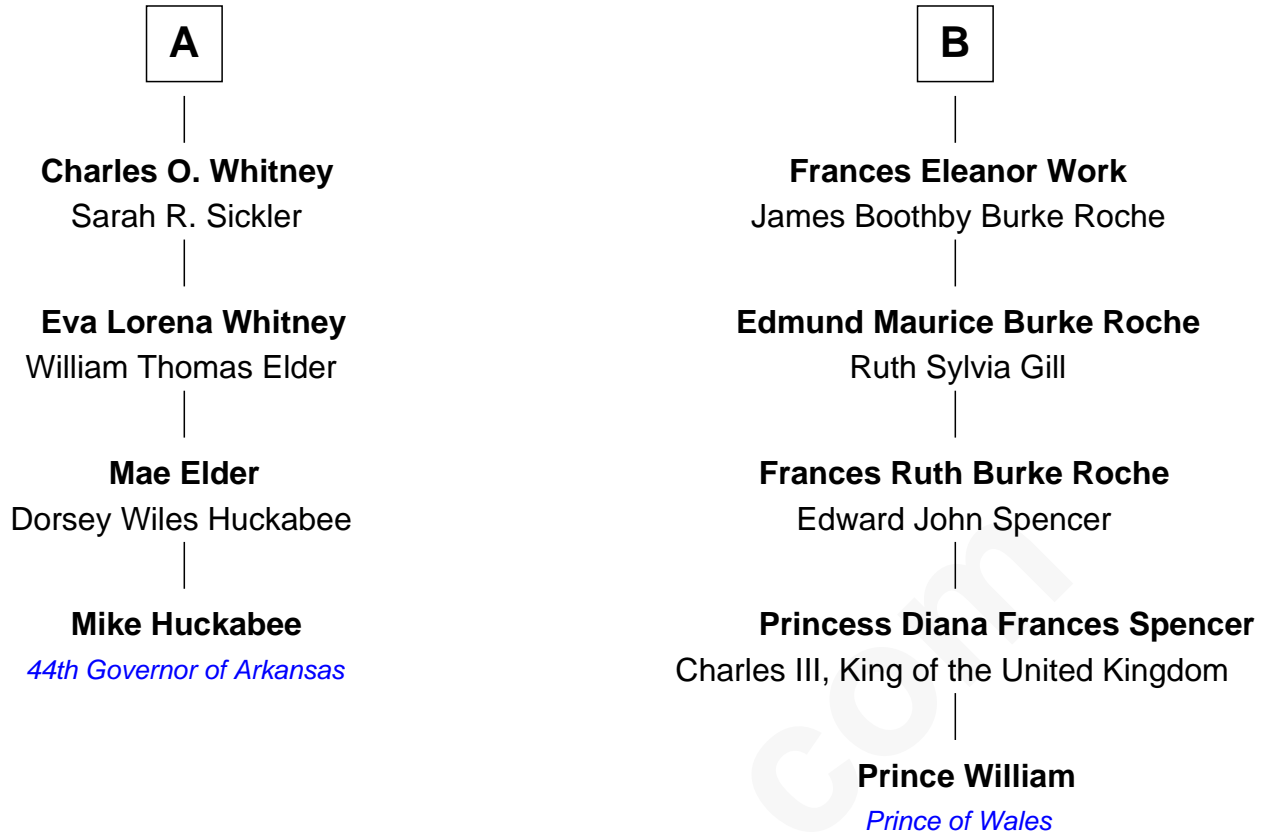 A
Charles O. Whitney
Sarah R. Sickler
Eva Lorena Whitney
William Thomas Elder
Mae Elder
Dorsey Wiles Huckabee
Mike Huckabee
44th Governor of Arkansas
B
Frances Eleanor Work
James Boothby Burke Roche
Edmund Maurice Burke Roche
Ruth Sylvia Gill
Frances Ruth Burke Roche
Edward John Spencer
Princess Diana Frances Spencer
Charles III, King of the United Kingdom
Prince William
Prince of Wales
com